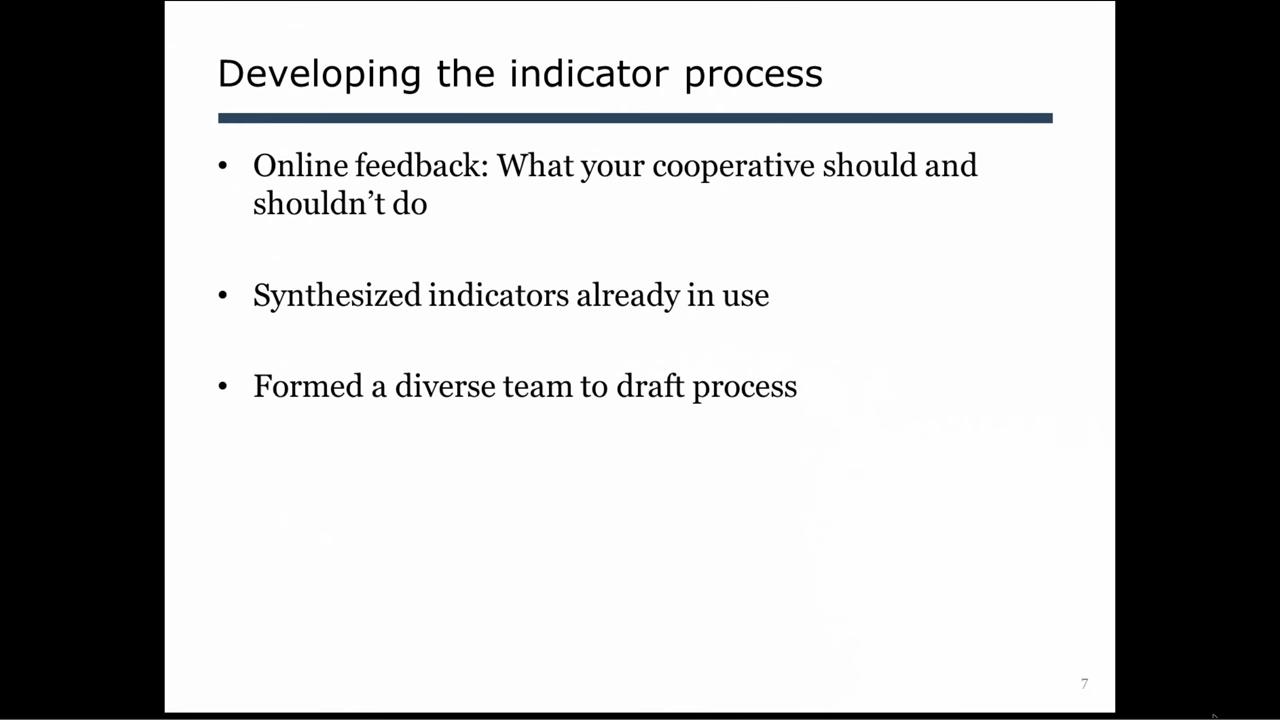 Developing the indicator process
• Online feedback: What your cooperative should and
shouldn’t do
• Synthesized indicators already in use
• Formed a diverse team to draft process
7